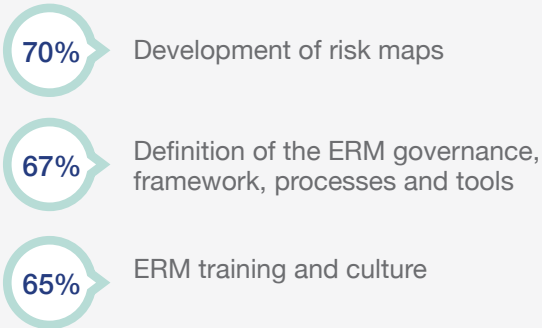 70%
Development of risk maps
67%
Definition of the ERM governance,
framework, processes and tools
65%
ERM training and culture